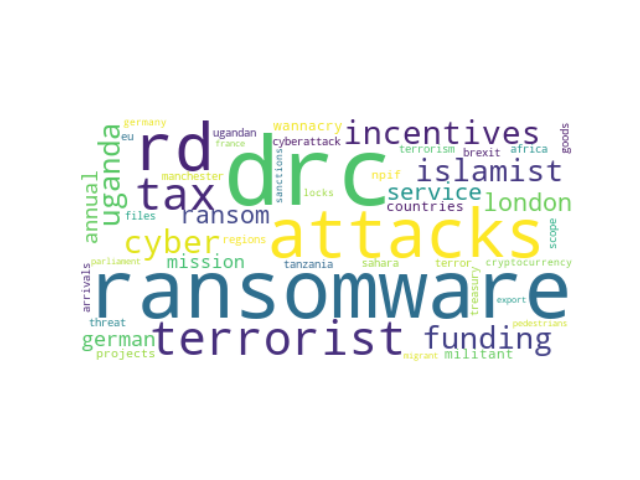 germany
eu
uganda
annual
rd
ugandan
france
drc
wannacry
cyberattack
incentives
terrorism
brexit
africa
goods
manchester
tax
sanctions
locks
npif
islamist
service
countries
london
files
ransom
attacks
scope
cyber
regions
mission
tanzania
sahara
terror
cryptocurrency
parliament
arrivals
ransomware
treasury
export
threat
terrorist
funding
pedestrians
german
projects
migrant
militant